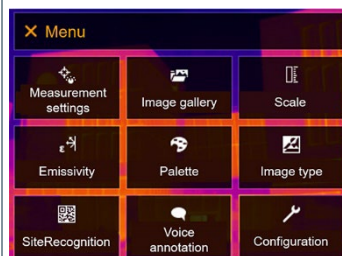 Menu
Measurement
settings
Image gallery
Scale
ε
Emissivity
Palette
Image type
SiteRecognition
Voice
annotation
Configuration